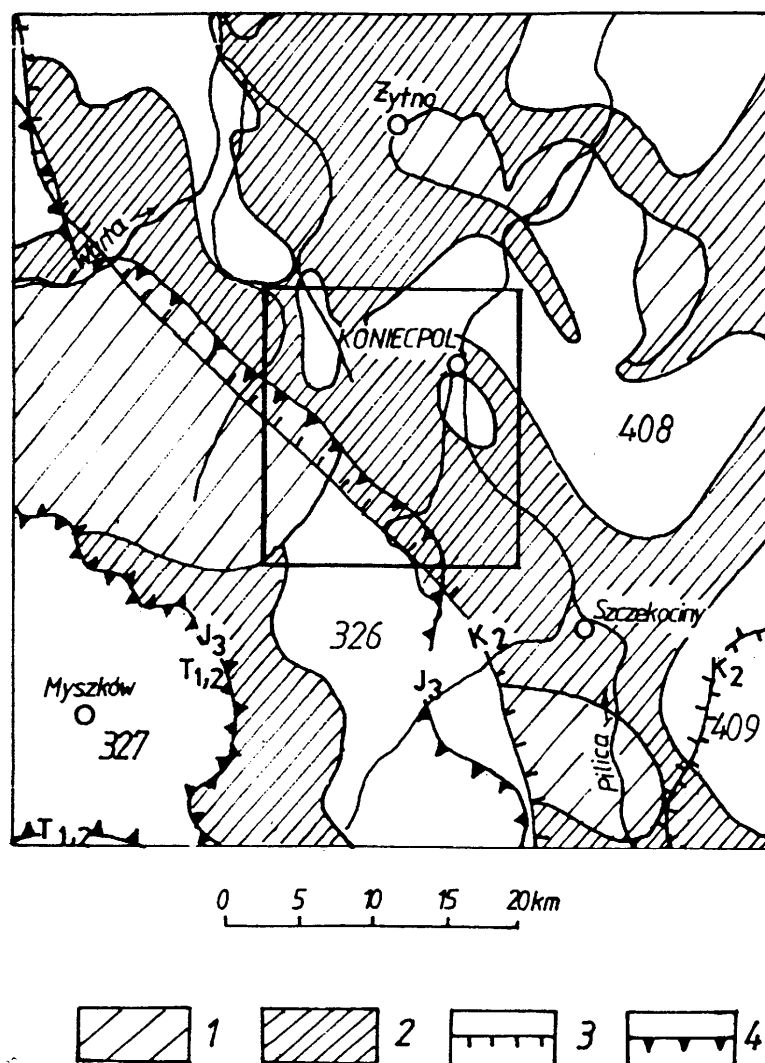 Żytno
Warta
KONIECPOL
408
Szczekociny
326
K2
J3
T1,2
J3
K2
409
Myszków
327
Pilica
T1,2
0 5 10 15 20km
1 2 3 4